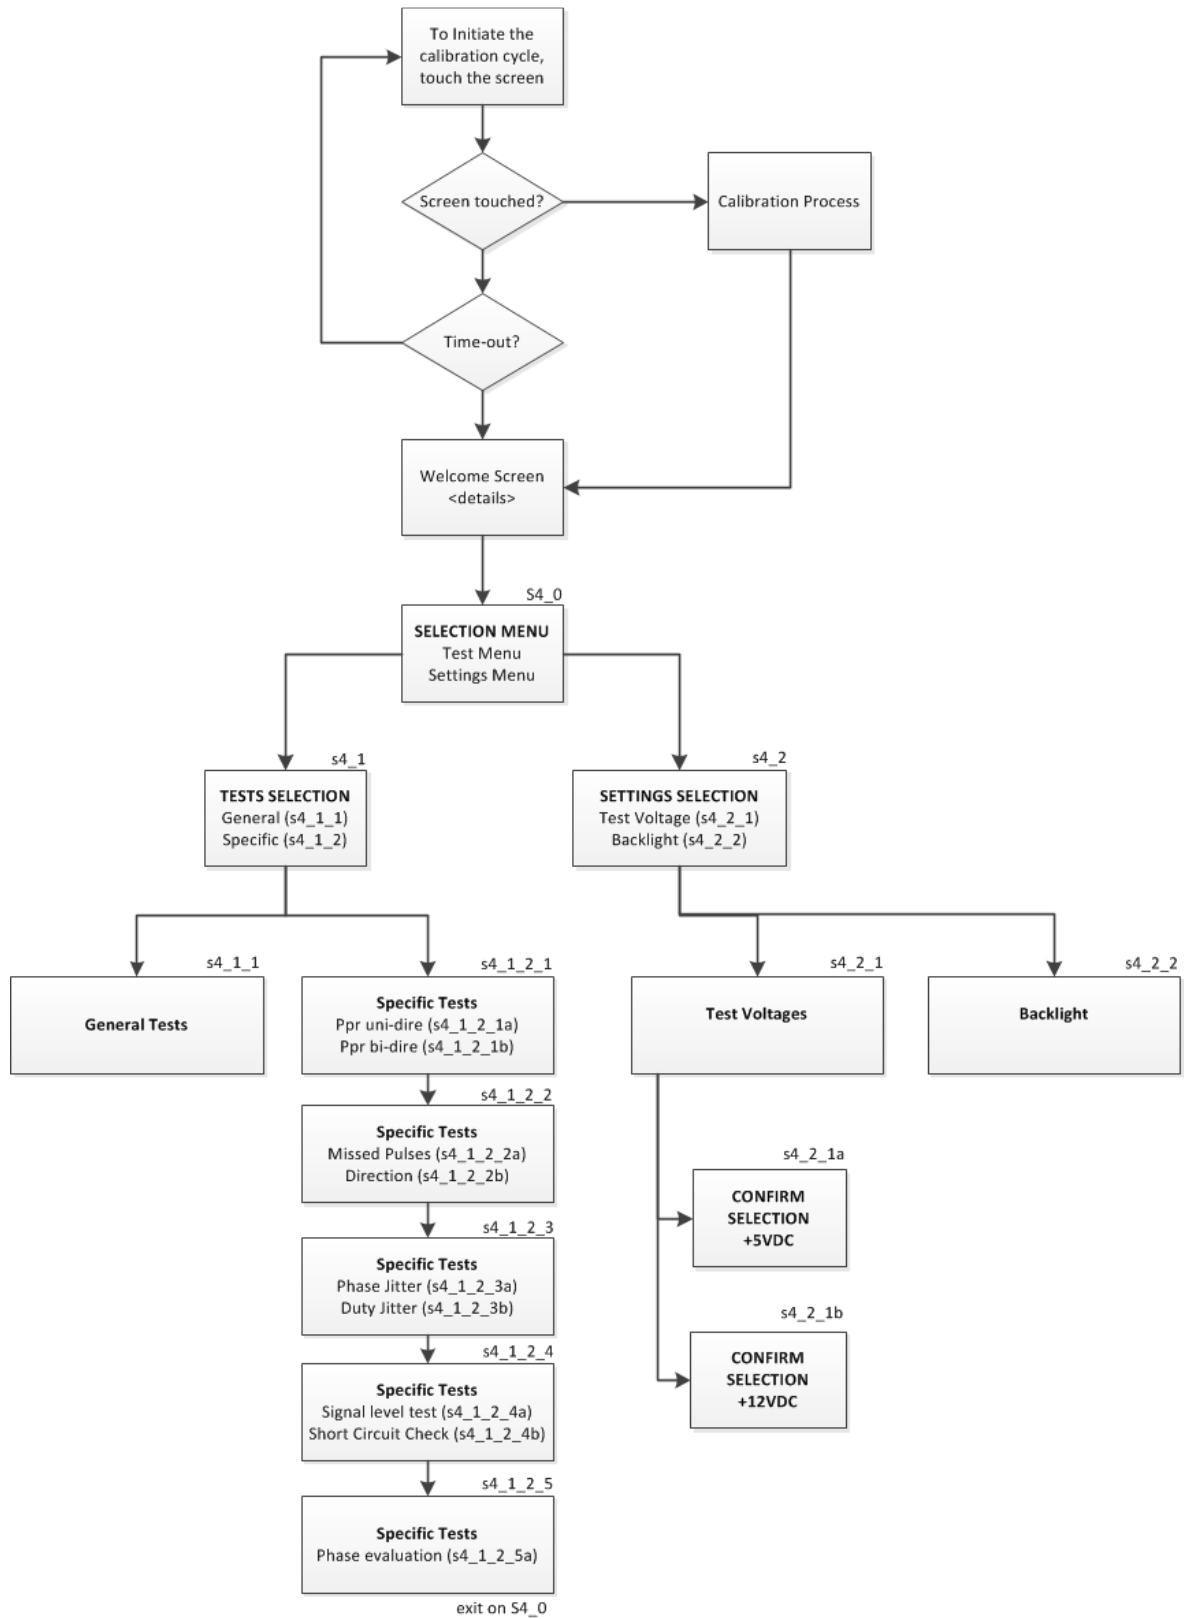 To Initiate the
calibration cycle,
touch the screen
Screen touched?
Calibration Process
Time-out?
Welcome Screen
<details>
S4_0
SELECTION MENU
Test Menu
Settings Menu
s4_1
TESTS SELECTION
General (s4_1_1)
Specific (s4_1_2)
s4_2
SETTINGS SELECTION
Test Voltage (s4_2_1)
Backlight (s4_2_2)
s4_1_1
General Tests
s4_1_2_1
Specific Tests
Ppr uni-dire (s4_1_2_1a)
Ppr bi-dire (s4_1_2_1b)
s4_2_1
Test Voltages
s4_2_2
Backlight
s4_1_2_2
Specific Tests
Missed Pulses (s4_1_2_2a)
Direction (s4_1_2_2b)
s4_1_2_3
Specific Tests
Phase Jitter (s4_1_2_3a)
Duty Jitter (s4_1_2_3b)
s4_1_2_4
Specific Tests
Signal level test (s4_1_2_4a)
Short Circuit Check (s4_1_2_4b)
s4_1_2_5
Specific Tests
Phase evaluation (s4_1_2_5a)
exit on S4_0
s4_2_1a
CONFIRM
SELECTION
+5VDC
s4_2_1b
CONFIRM
SELECTION
+12VDC